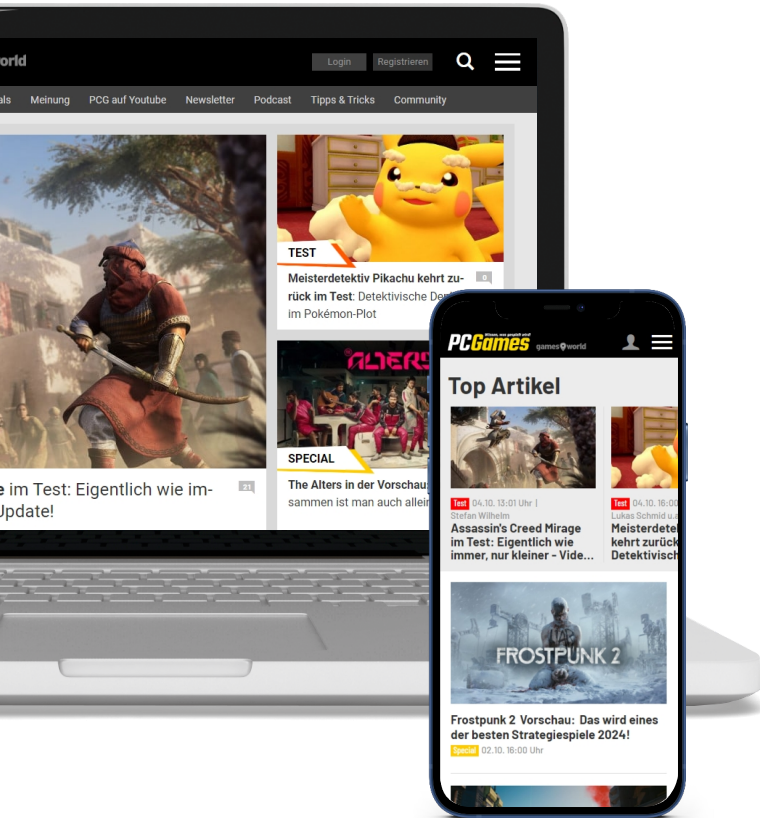 orld
Login
Registrieren
als
Meinung
PCG auf Youtube
Newsletter
Podcast
Tipps & Tricks
Community
TEST
Meisterdetektiv Pikachu kehrt zu-
rück im Test: Detektivische De
im Pokémon-Plot
0
ALTERS
SPECIAL
The Alters in der Vorschau:
sammen ist man auch allei
e im Test: Eigentlich wie im-
Update!
21
PCGames
games world
Top Artikel
Test 04.10. 13:01 Uhr |
Stefan Wilhelm
Assassin's Creed Mirage
im Test: Eigentlich wie
immer, nur kleiner - Vide...
Test 04.10. 16:00
Lukas Schmid u.a
Meisterdetel
kehrt zurück
Detektivisch
FROSTPUNK 2
Frostpunk 2 Vorschau: Das wird eines
der besten Strategiespiele 2024!
Special 02.10. 16:00 Uhr